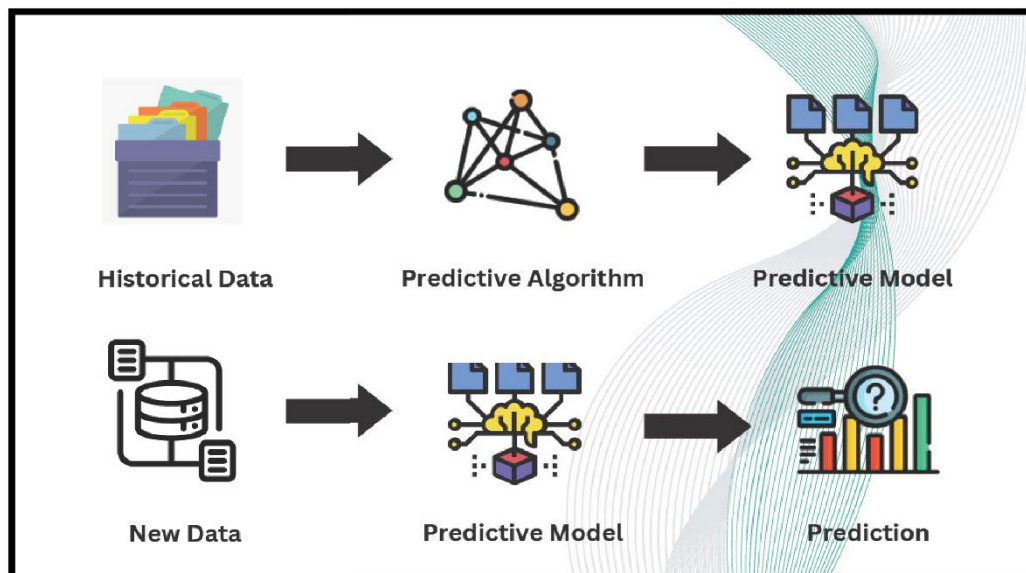 Historical Data
Predictive Algorithm
Predictive Model
?
New Data
Predictive Model
Prediction